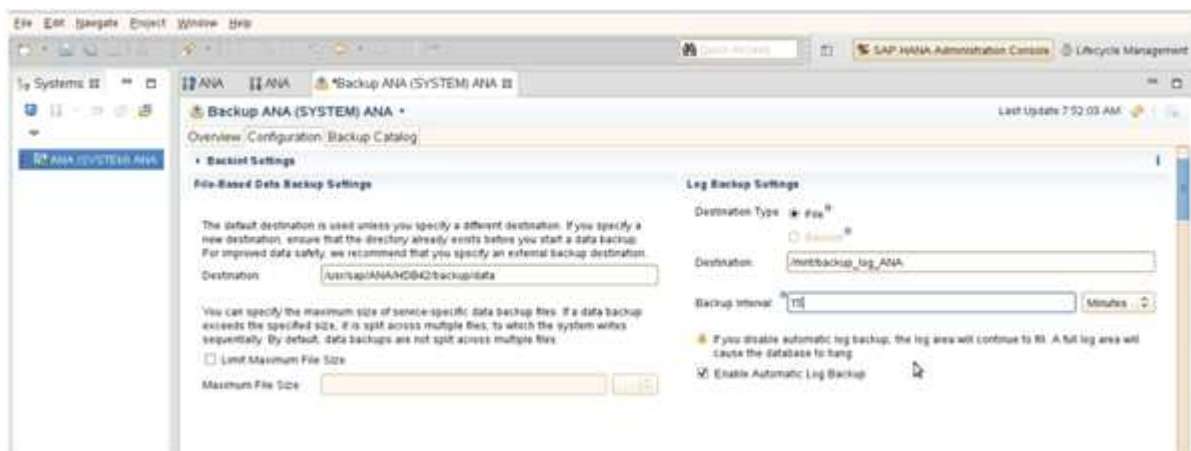 File Edit Navigate Project Window Help
Quick Access
SAP HANA Administration Console
Lifecycle Management
Systems
ANA
ANA
*Backup ANA (SYSTEM) ANA
Backup ANA (SYSTEM) ANA
Last Update 7:52:03 AM
Overview Configuration Backup Catalog
ANA (SYSTEM) ANA
Backint Settings
File-Based Data Backup Settings
The default destination is used unless you specify a different destination. If you specify a
new destination, ensure that the directory already exists before you start a data backup.
For improved data safety, we recommend that you specify an external backup destination.
Destination: /usr/sap/ANA/HDB42/backup/data
You can specify the maximum size of service-specific data backup files. If a data backup
exceeds the specified size, it is split across multiple files, to which the system writes
sequentially. By default, data backups are not split across multiple files.
Limit Maximum File Size
Maximum File Size
Log Backup Settings
Destination Type File
Backint
Destination: /mnt/backup_log_ANA
Backup Interval 15 Minutes
If you disable automatic log backup, the log area will continue to fill. A full log area will
cause the database to hang
Enable Automatic Log Backup